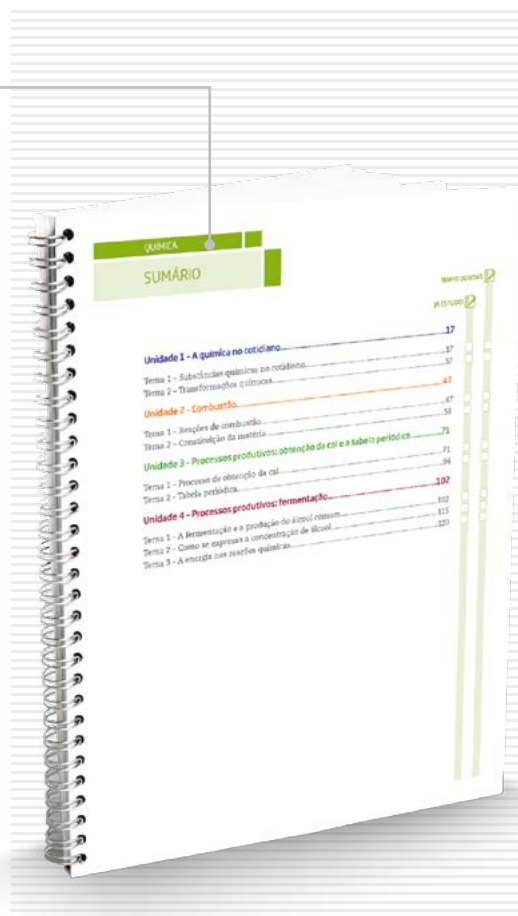 QUÍMICA
SUMÁRIO
TENHO DÚVIDAS
JÁ ESTUDEI
Unidade 1 – A química no cotidiano 17
Tema 1 – Substâncias químicas no cotidiano 17
Tema 2 – Transformações químicas 37
Unidade 2 – Combustão 47
Tema 1 – Reações de combustão 47
Tema 2 – Constituição da matéria 58
Unidade 3 – Processos produtivos: obtenção da cal e a tabela periódica 71
Tema 1 – Processo de obtenção da cal 71
Tema 2 – Tabela periódica 94
Unidade 4 – Processos produtivos: fermentação 102
Tema 1 – A fermentação e a produção do álcool comum 102
Tema 2 – Como se expressa a concentração de álcool 115
Tema 3 – A energia nas reações químicas 120